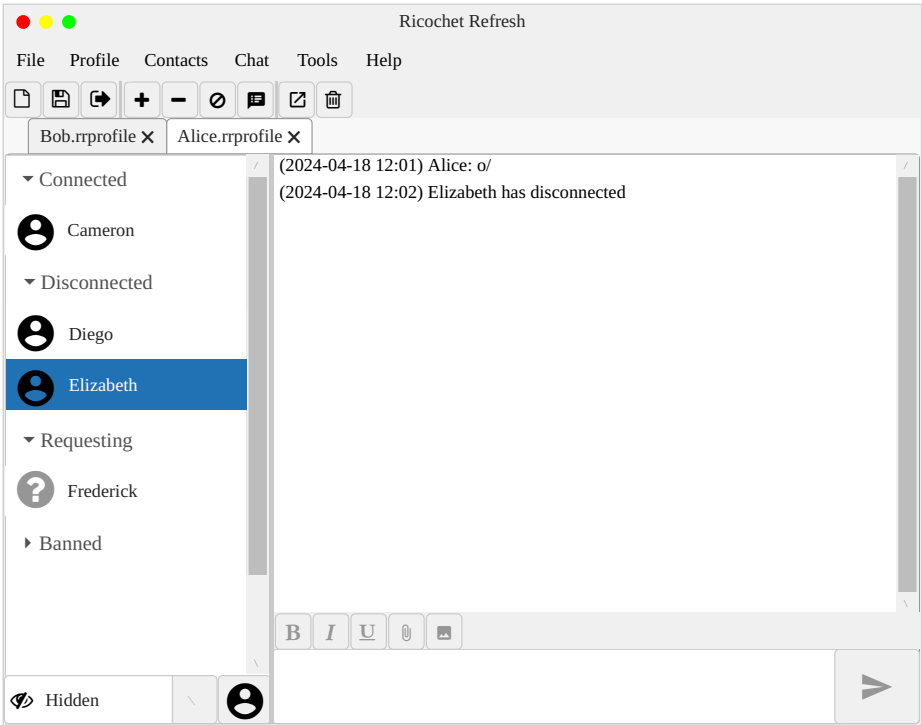 Ricochet Refresh
File Profile Contacts Chat Tools Help
Bob.rrprofile Alice.rrprofile
Connected
Cameron
Disconnected
Diego
Elizabeth
Requesting
Frederick
Banned
Hidden
(2024-04-18 12:01) Alice: o/
(2024-04-18 12:02) Elizabeth has disconnected
B I U